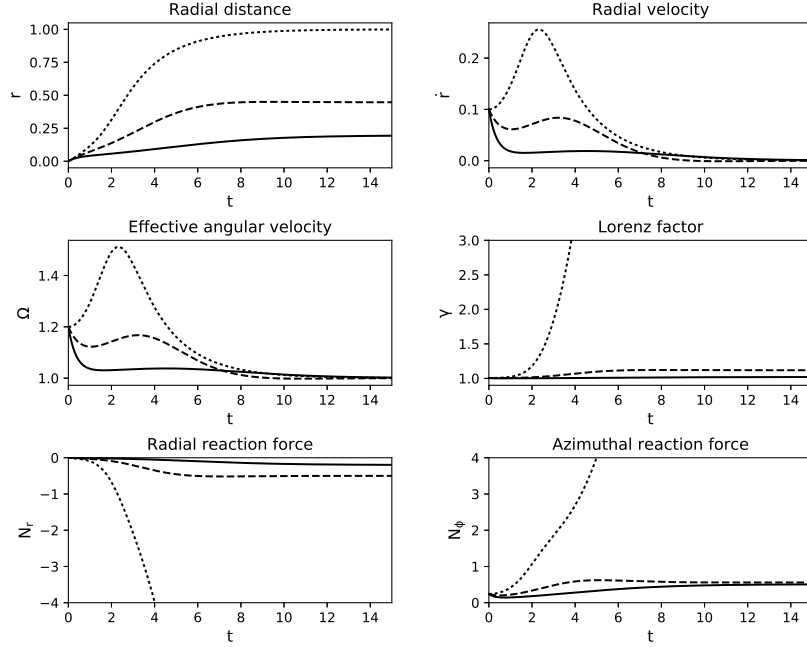 Radial distance
r
1.00
0.75
0.50
0.25
0.00
0 2 4 6 8 10 12 14
t
Radial velocity
ṙ
0.2
0.1
0.0
0 2 4 6 8 10 12 14
t
Effective angular velocity
Ω
1.4
1.2
1.0
0 2 4 6 8 10 12 14
t
Lorenz factor
γ
3.0
2.5
2.0
1.5
1.0
0 2 4 6 8 10 12 14
t
Radial reaction force
Nr
0
−1
−2
−3
−4
0 2 4 6 8 10 12 14
t
Azimuthal reaction force
Nϕ
4
3
2
1
0
0 2 4 6 8 10 12 14
t